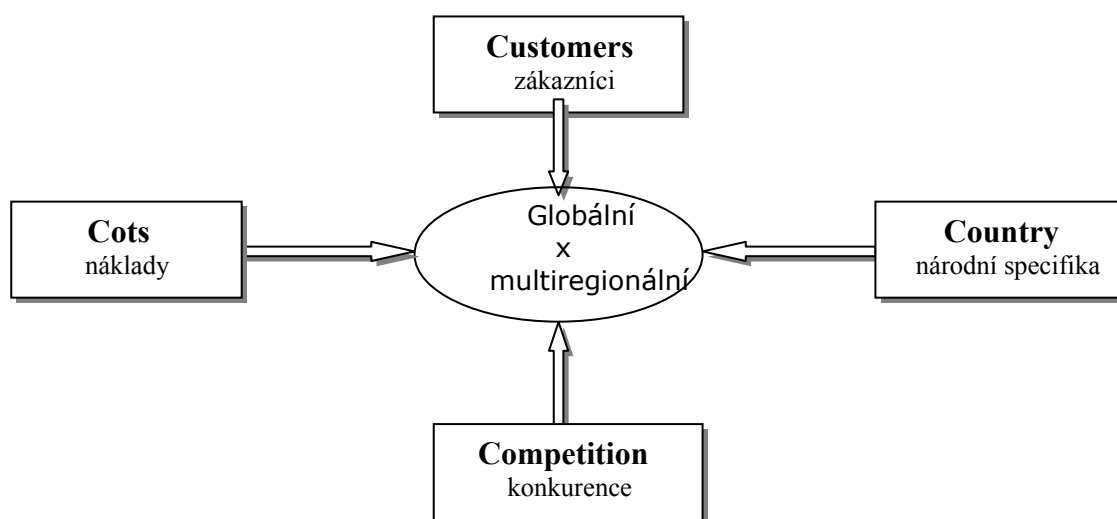 Customers
zákazníci
Cots
náklady
Globální
x
multiregionální
Country
národní specifika
Competition
konkurence